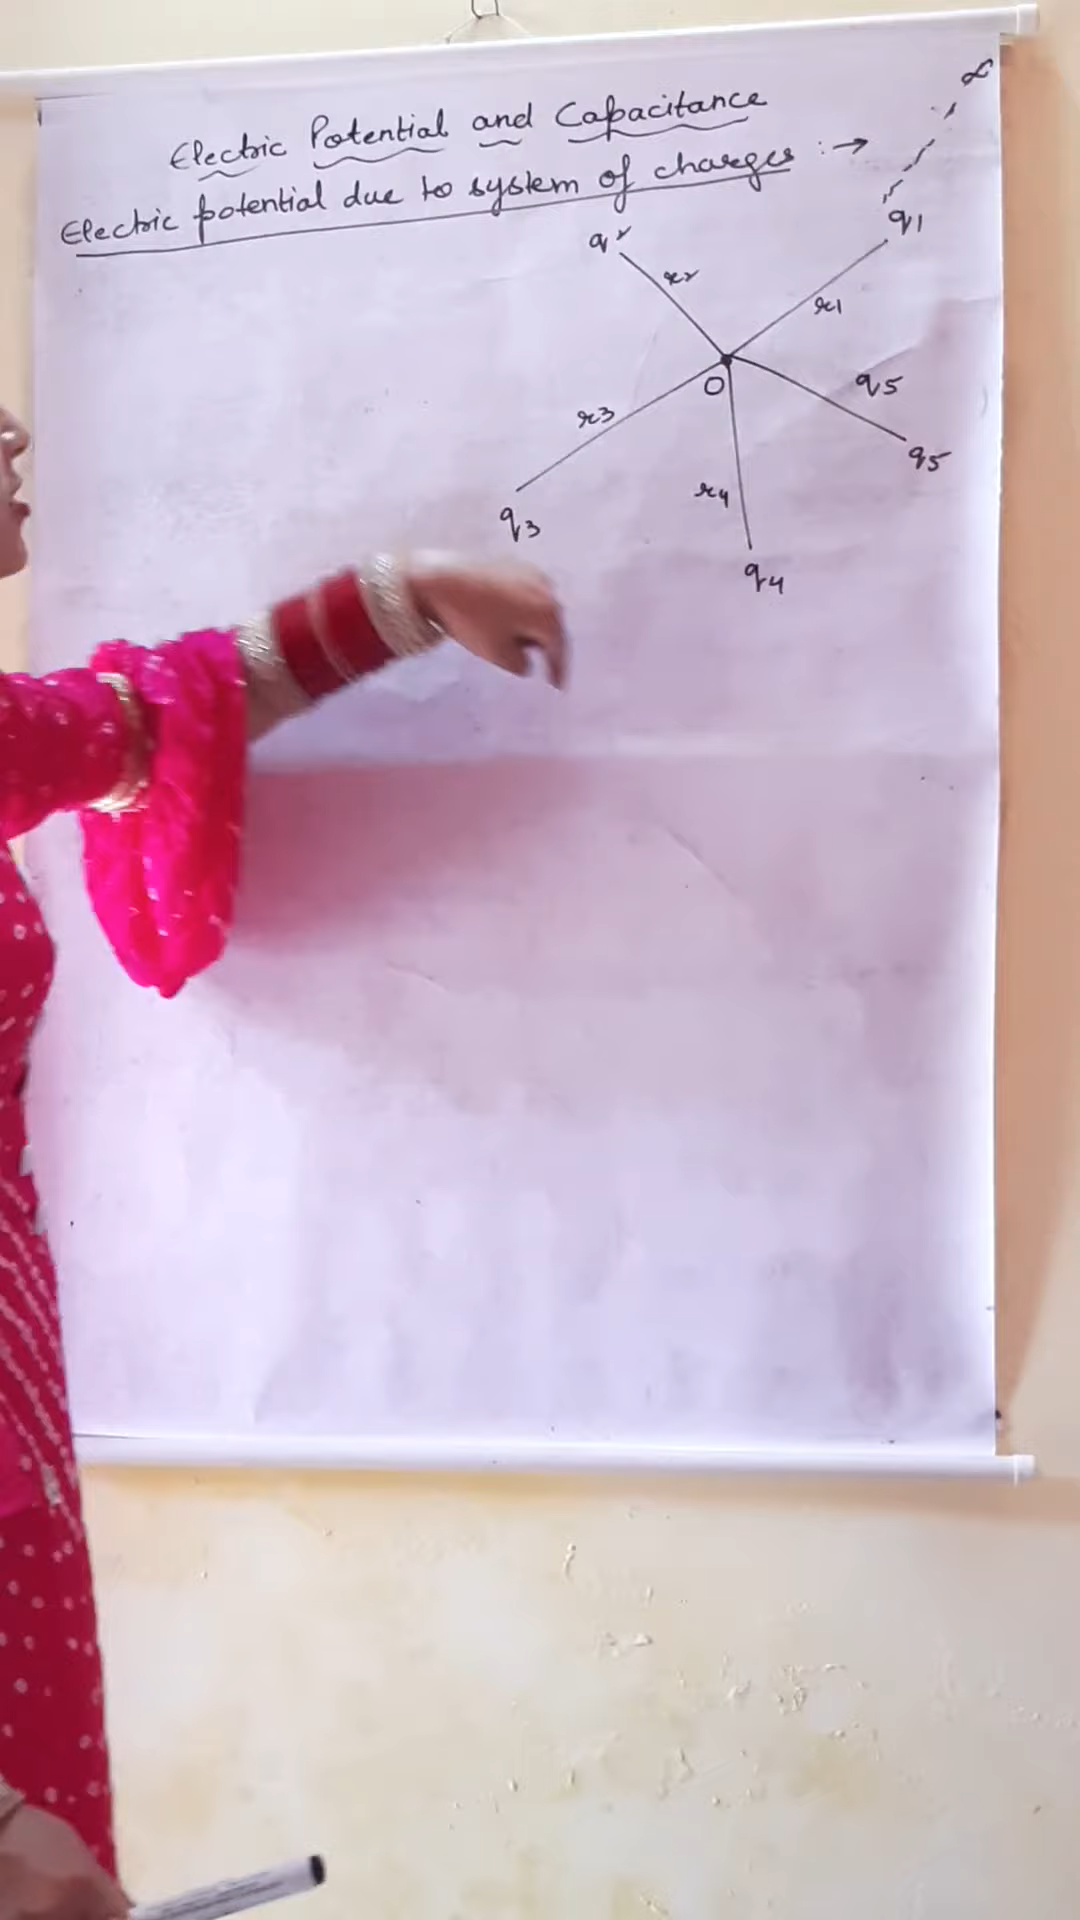 Electric Potential and Capacitance
Electric potential due to system of charges :→
∝
q1
q2
r2
r1
O
q5
q5
r3
r4
q3
q4